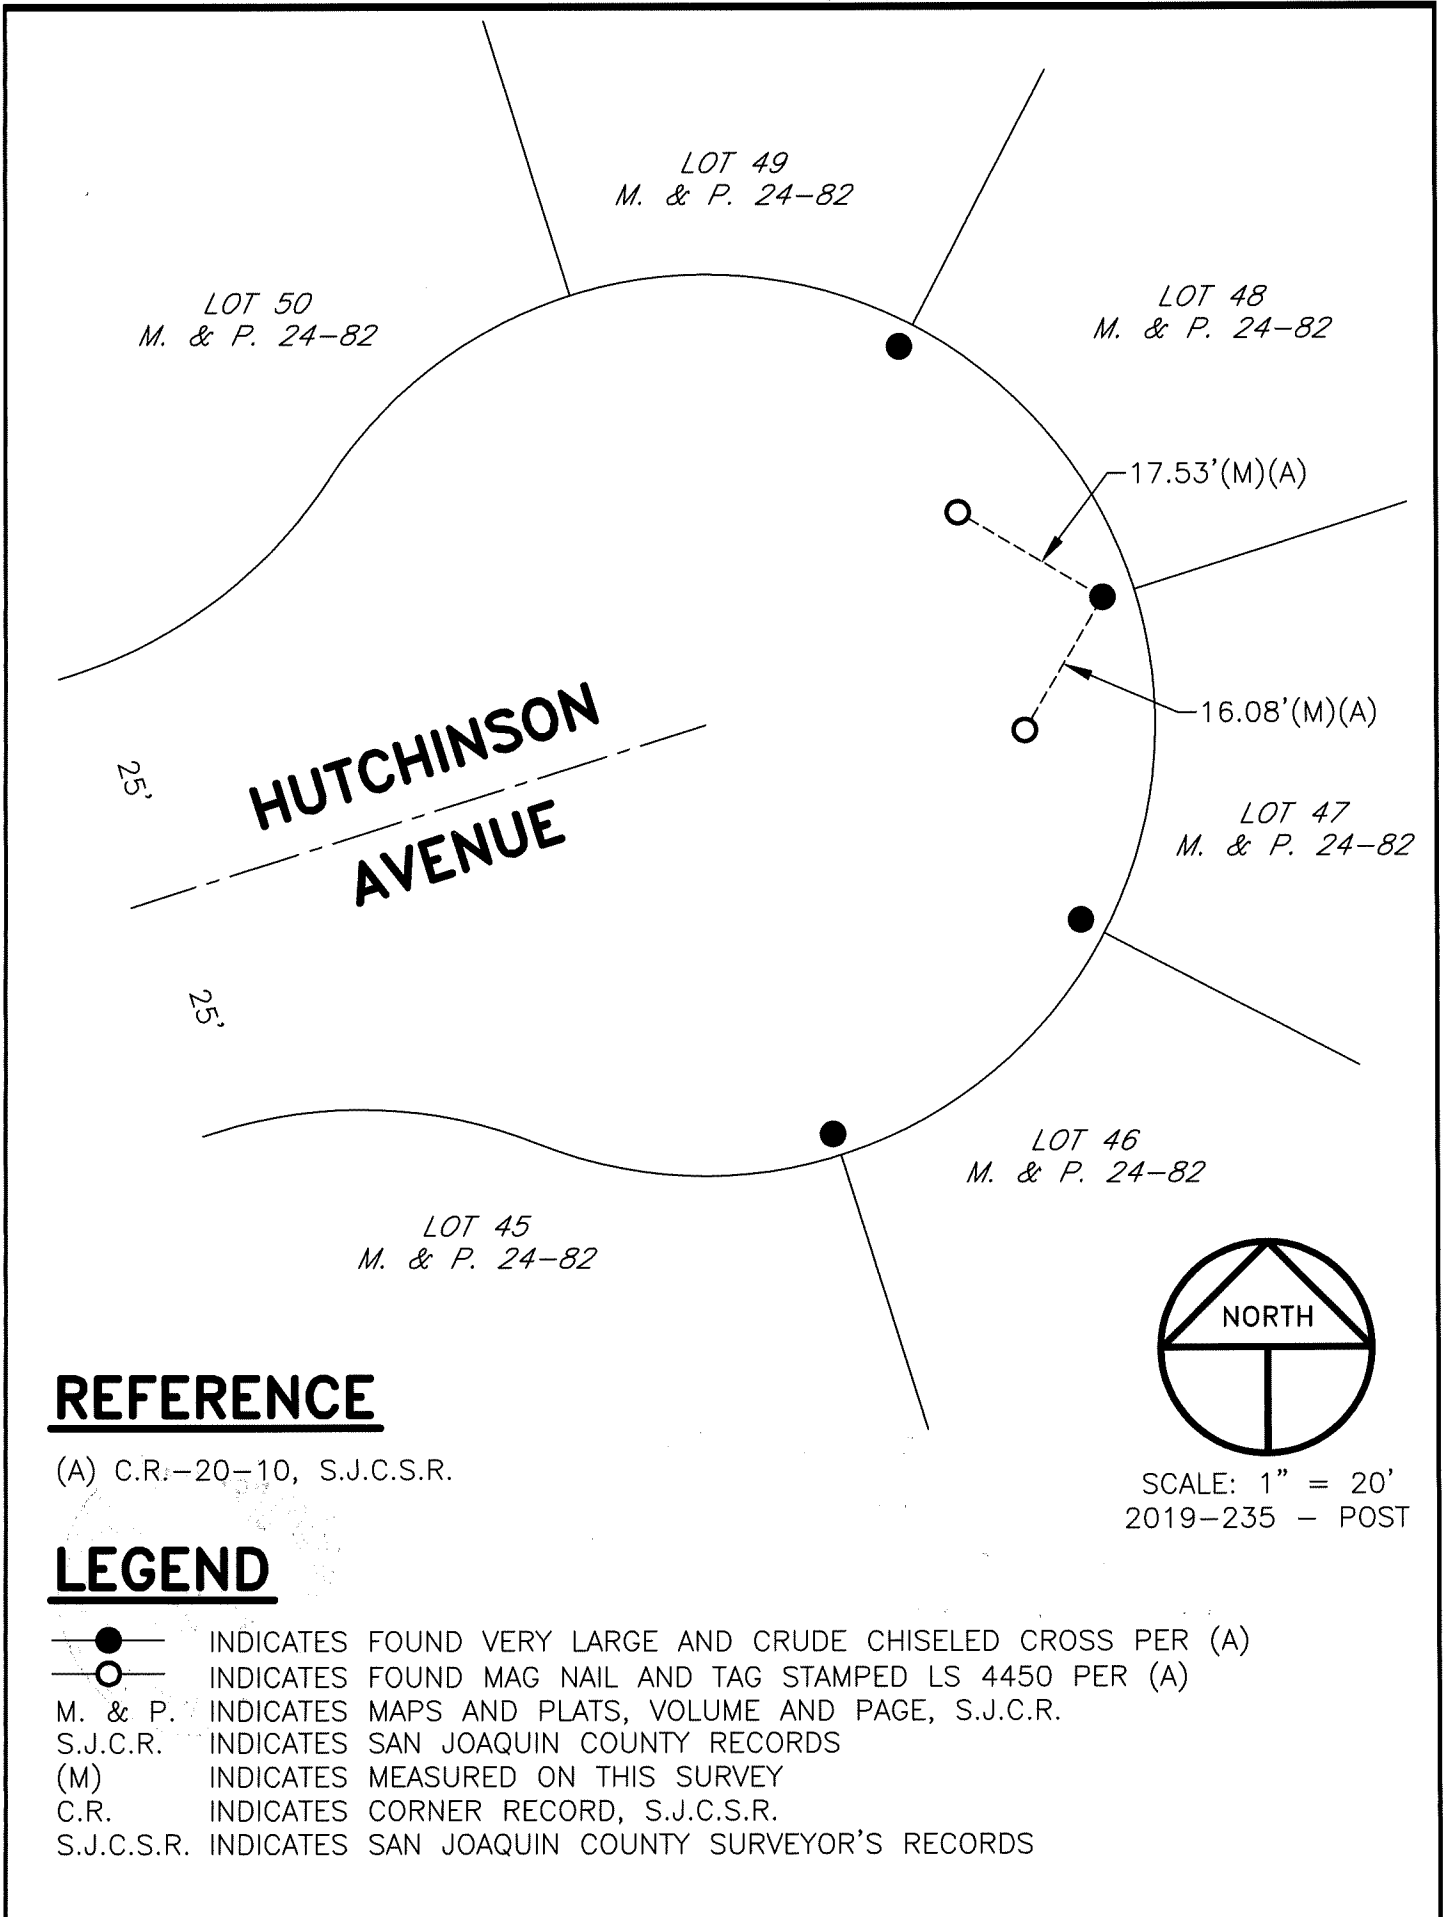 LOT 49
M. & P. 24-82
LOT 50
M. & P. 24-82
LOT 48
M. & P. 24-82
17.53'(M)(A)
16.08'(M)(A)
HUTCHINSON
AVENUE
25'
25'
LOT 47
M. & P. 24-82
LOT 46
M. & P. 24-82
LOT 45
M. & P. 24-82
NORTH
SCALE: 1" = 20'
2019-235 - POST
REFERENCE
(A) C.R.-20-10, S.J.C.S.R.
LEGEND
INDICATES FOUND VERY LARGE AND CRUDE CHISELED CROSS PER (A)
INDICATES FOUND MAG NAIL AND TAG STAMPED LS 4450 PER (A)
M. & P. INDICATES MAPS AND PLATS, VOLUME AND PAGE, S.J.C.R.
S.J.C.R. INDICATES SAN JOAQUIN COUNTY RECORDS
(M) INDICATES MEASURED ON THIS SURVEY
C.R. INDICATES CORNER RECORD, S.J.C.S.R.
S.J.C.S.R. INDICATES SAN JOAQUIN COUNTY SURVEYOR'S RECORDS